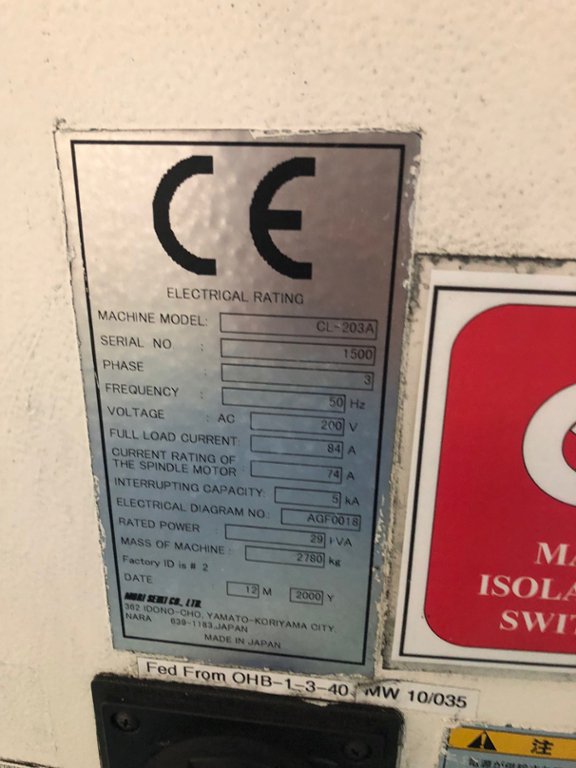 CE
ELECTRICAL RATING
MACHINE MODEL: CL-203A
SERIAL NO : 1500
PHASE : 3
FREQUENCY : 50 Hz
VOLTAGE : AC 200 V
FULL LOAD CURRENT: 84 A
CURRENT RATING OF
THE SPINDLE MOTOR : 74 A
INTERRUPTING CAPACITY: 5 kA
ELECTRICAL DIAGRAM NO: AGF0018
RATED POWER : 29 kVA
MASS OF MACHINE : 2780 kg
Factory ID is # 2
DATE 12 M 2000 Y
MORI SEIKI CO., LTD.
362 IDONO-CHO, YAMATO-KORIYAMA CITY,
NARA 639-1183, JAPAN
MADE IN JAPAN
MA
ISOLA
SWIT
Fed From OHB-1-3-40, MW 10/035
注